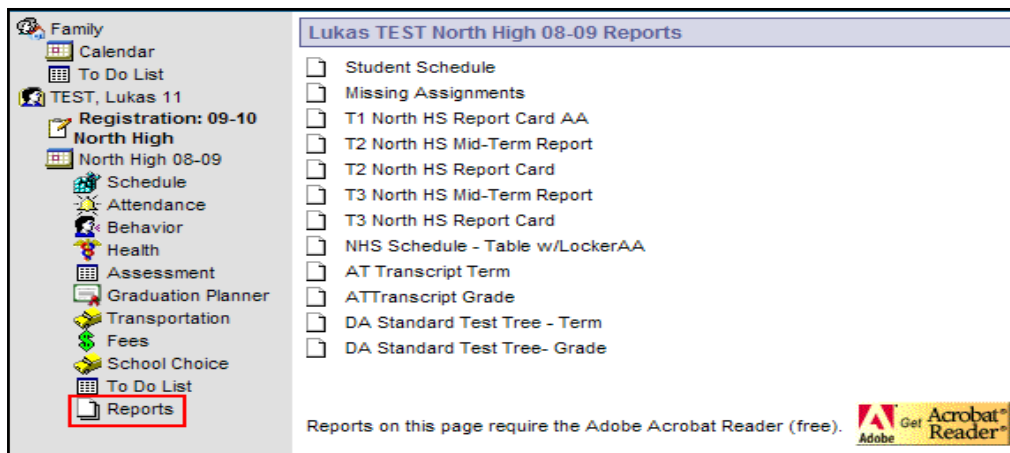 Family
Calendar
To Do List
TEST, Lukas 11
Registration: 09-10
North High
North High 08-09
Schedule
Attendance
Behavior
Health
Assessment
Graduation Planner
Transportation
Fees
School Choice
To Do List
Reports
Lukas TEST North High 08-09 Reports
Student Schedule
Missing Assignments
T1 North HS Report Card AA
T2 North HS Mid-Term Report
T2 North HS Report Card
T3 North HS Mid-Term Report
T3 North HS Report Card
NHS Schedule - Table w/LockerAA
AT Transcript Term
ATTranscript Grade
DA Standard Test Tree - Term
DA Standard Test Tree- Grade
Reports on this page require the Adobe Acrobat Reader (free).
Adobe
Get Acrobat®
Reader®